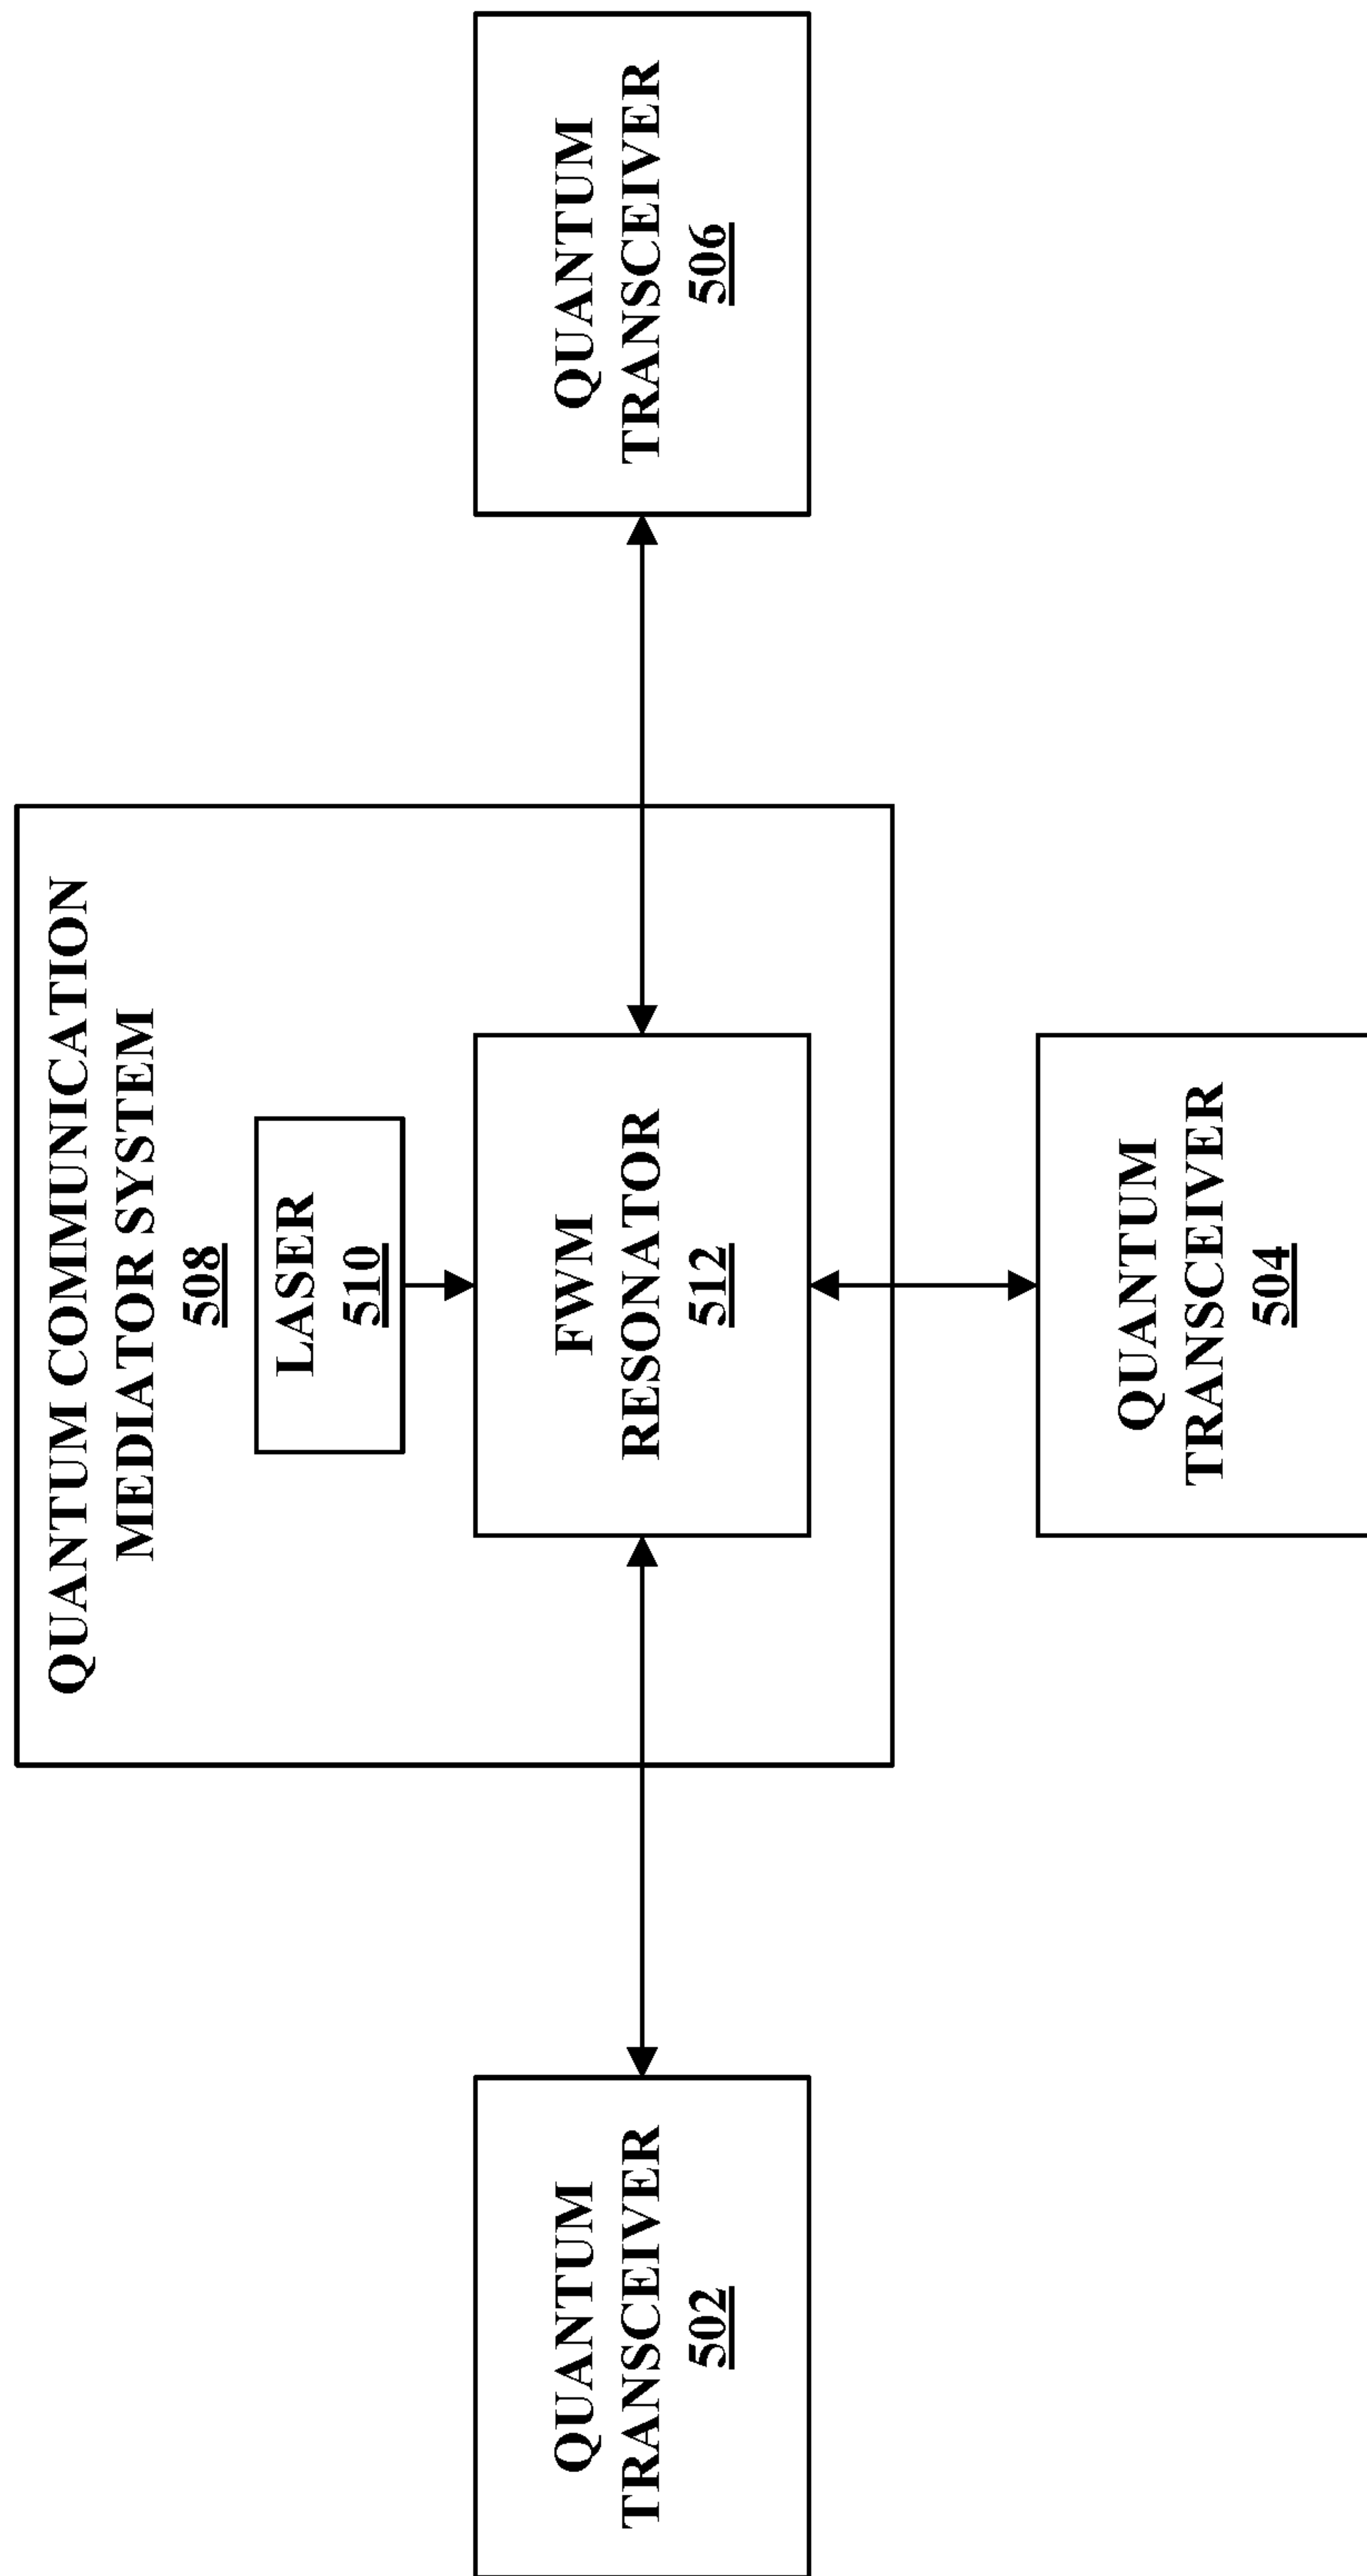 QUANTUM COMMUNICATION
MEDIATOR SYSTEM
508
LASER
510
QUANTUM
TRANSCEIVER
502
FWM
RESONATOR
512
QUANTUM
TRANSCEIVER
506
QUANTUM
TRANSCEIVER
504